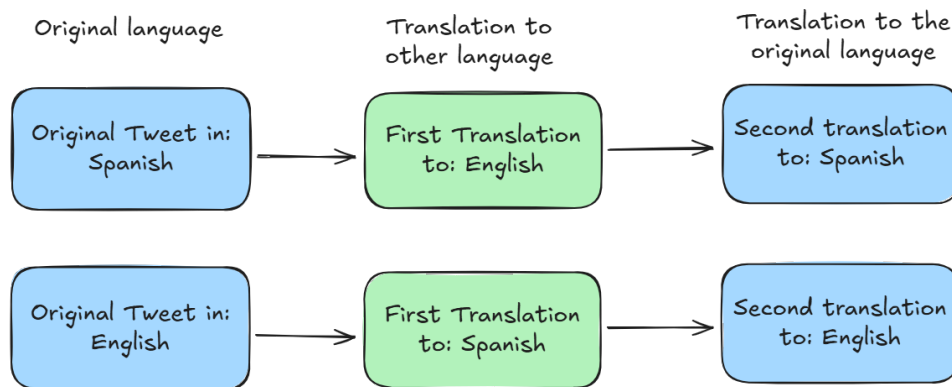 Original language
Translation to
other language
Translation to the
original language
Original Tweet in:
Spanish
First Translation
to: English
Second translation
to: Spanish
Original Tweet in:
English
First Translation
to: Spanish
Second translation
to: English